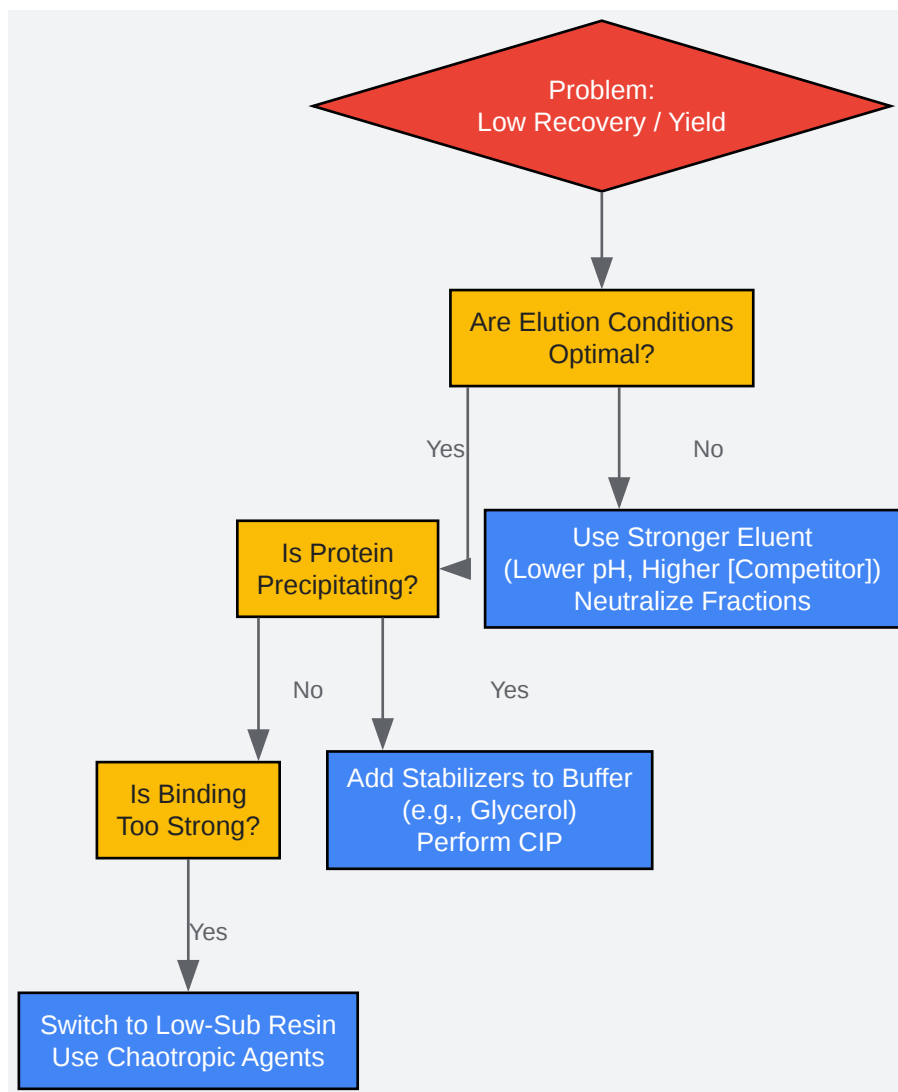 Problem:
Low Recovery / Yield
Are Elution Conditions
Optimal?
Yes
No
Use Stronger Eluent
(Lower pH, Higher [Competitor])
Neutralize Fractions
Is Protein
Precipitating?
No
Yes
Add Stabilizers to Buffer
(e.g., Glycerol)
Perform CIP
Is Binding
Too Strong?
Yes
Switch to Low-Sub Resin
Use Chaotropic Agents